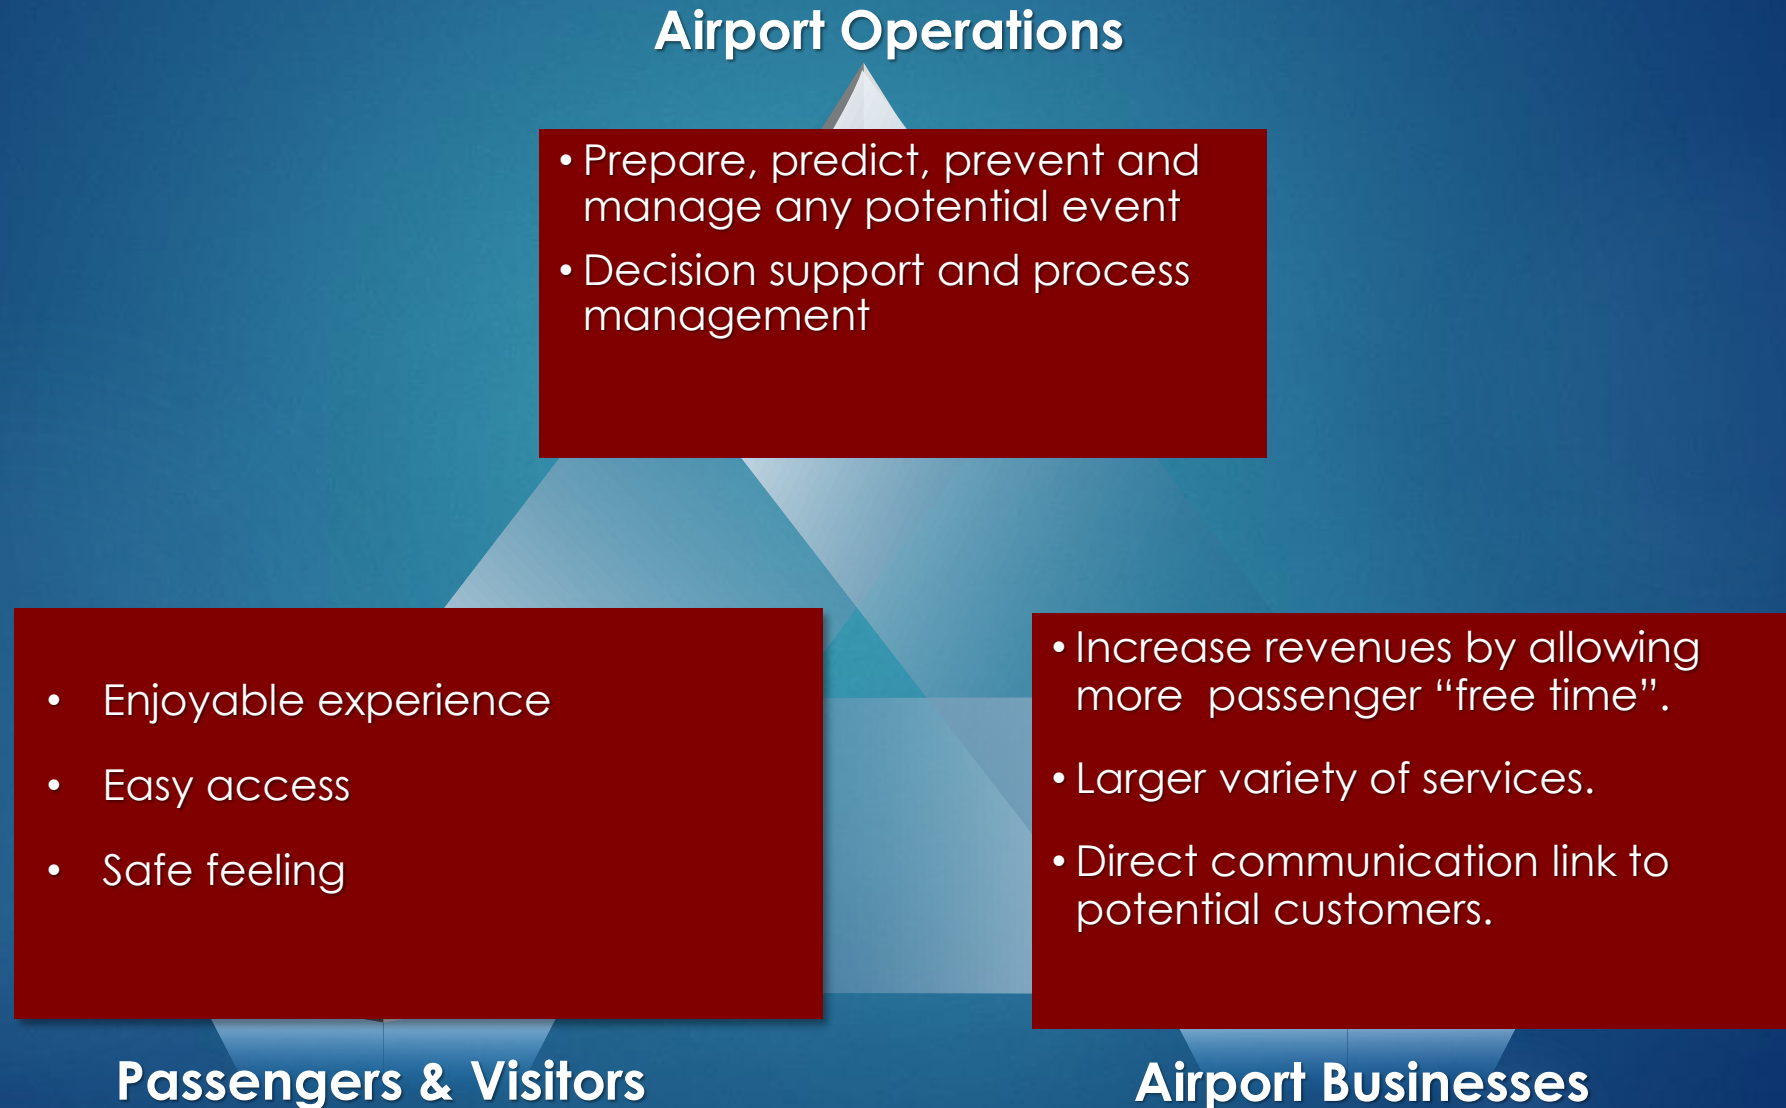 Airport Operations
• Prepare, predict, prevent and
manage any potential event
• Decision support and process
management
• Enjoyable experience
• Easy access
• Safe feeling
Passengers & Visitors
• Increase revenues by allowing
more  passenger “free time”.
• Larger variety of services.
• Direct communication link to
potential customers.
Airport Businesses